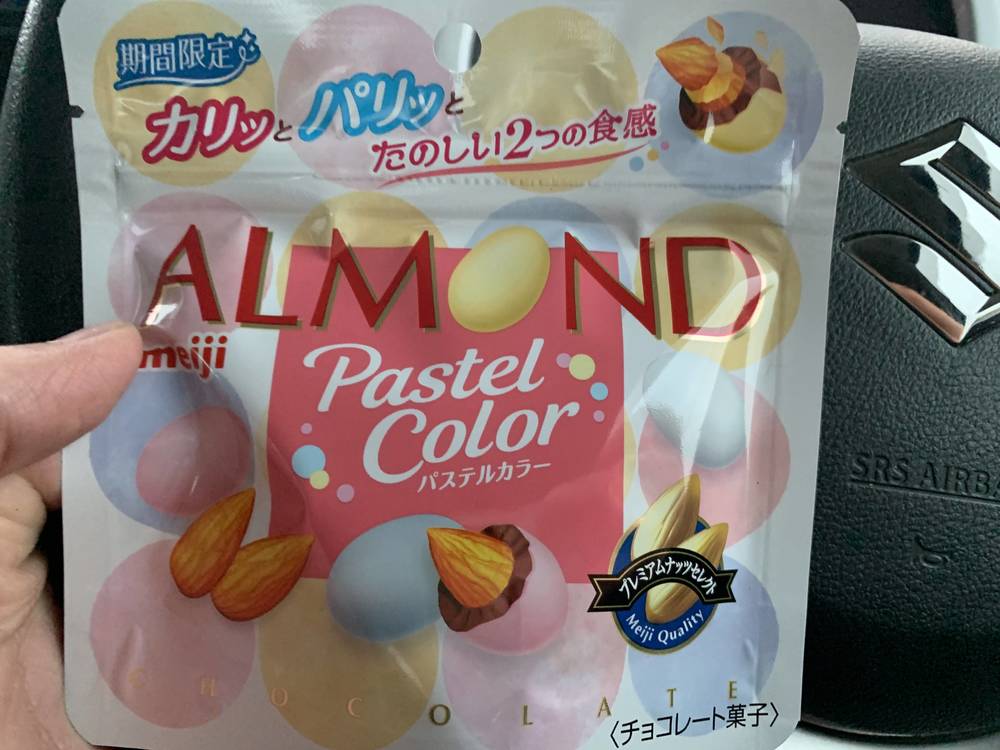 期間限定
カリッとパリッと
たのしい2つの食感
ALMOND
meiji
Pastel
Color
パステルカラー
プレミアムナッツセレクト
Meiji Quality
CHOCOLATE
〈チョコレート菓子〉
SRS AIRBA